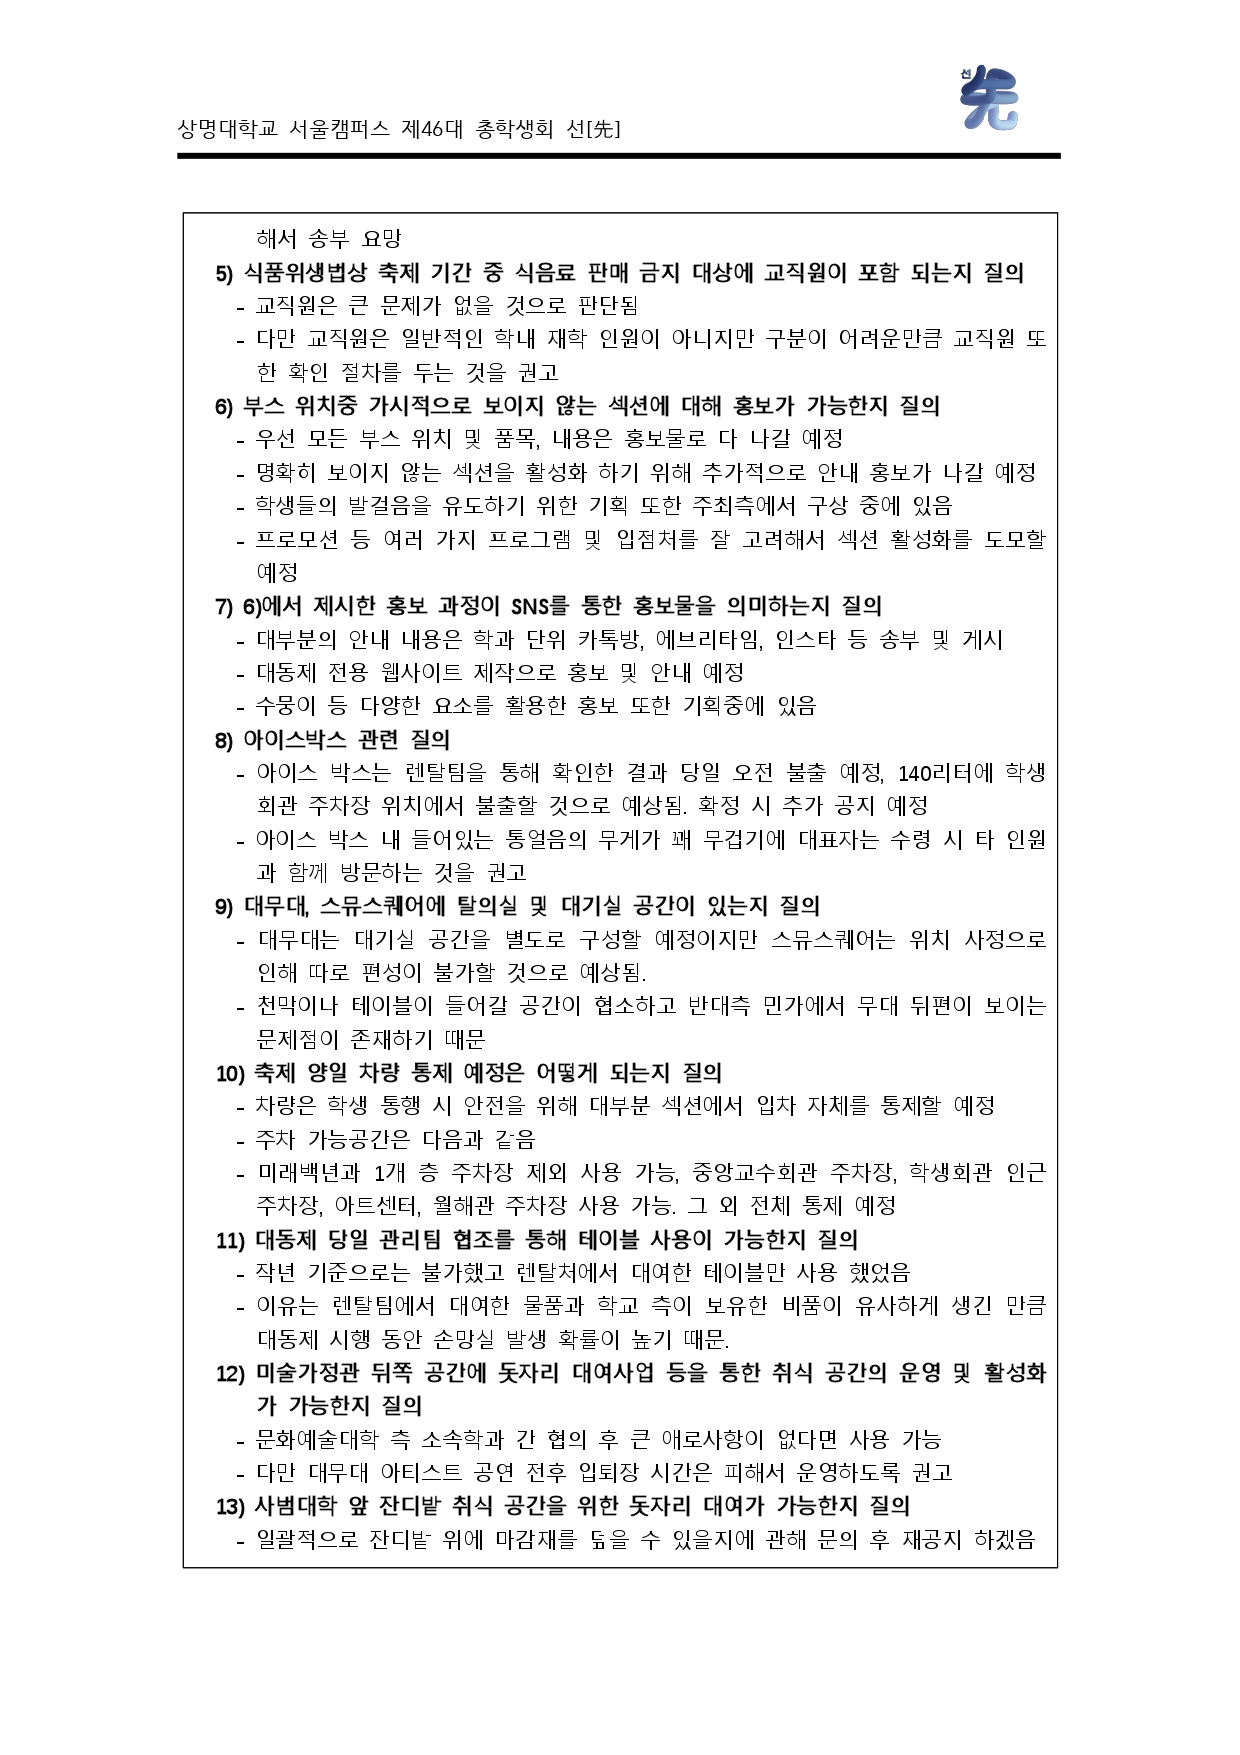 선
先
상명대학교 서울캠퍼스 제46대 총학생회 선[先]
해서 송부 요망
5) 식품위생법상 축제 기간 중 식음료 판매 금지 대상에 교직원이 포함 되는지 질의
- 교직원은 큰 문제가 없을 것으로 판단됨
- 다만 교직원은 일반적인 학내 재학 인원이 아니지만 구분이 어려운만큼 교직원 또
한 확인 절차를 두는 것을 권고
6) 부스 위치중 가시적으로 보이지 않는 섹션에 대해 홍보가 가능한지 질의
- 우선 모든 부스 위치 및 품목, 내용은 홍보물로 다 나갈 예정
- 명확히 보이지 않는 섹션을 활성화 하기 위해 추가적으로 안내 홍보가 나갈 예정
- 학생들의 발걸음을 유도하기 위한 기획 또한 주최측에서 구상 중에 있음
- 프로모션 등 여러 가지 프로그램 및 입점처를 잘 고려해서 섹션 활성화를 도모할
예정
7) 6)에서 제시한 홍보 과정이 SNS를 통한 홍보물을 의미하는지 질의
- 대부분의 안내 내용은 학과 단위 카톡방, 에브리타임, 인스타 등 송부 및 게시
- 대동제 전용 웹사이트 제작으로 홍보 및 안내 예정
- 수뭉이 등 다양한 요소를 활용한 홍보 또한 기획중에 있음
8) 아이스박스 관련 질의
- 아이스 박스는 렌탈팀을 통해 확인한 결과 당일 오전 불출 예정, 140리터에 학생
회관 주차장 위치에서 불출할 것으로 예상됨. 확정 시 추가 공지 예정
- 아이스 박스 내 들어있는 통얼음의 무게가 꽤 무겁기에 대표자는 수령 시 타 인원
과 함께 방문하는 것을 권고
9) 대무대, 스뮤스퀘어에 탈의실 및 대기실 공간이 있는지 질의
- 대무대는 대기실 공간을 별도로 구성할 예정이지만 스뮤스퀘어는 위치 사정으로
인해 따로 편성이 불가할 것으로 예상됨.
- 천막이나 테이블이 들어갈 공간이 협소하고 반대측 민가에서 무대 뒤편이 보이는
문제점이 존재하기 때문
10) 축제 양일 차량 통제 예정은 어떻게 되는지 질의
- 차량은 학생 통행 시 안전을 위해 대부분 섹션에서 입차 자체를 통제할 예정
- 주차 가능공간은 다음과 같음
- 미래백년과 1개 층 주차장 제외 사용 가능, 중앙교수회관 주차장, 학생회관 인근
주차장, 아트센터, 월해관 주차장 사용 가능. 그 외 전체 통제 예정
11) 대동제 당일 관리팀 협조를 통해 테이블 사용이 가능한지 질의
- 작년 기준으로는 불가했고 렌탈처에서 대여한 테이블만 사용 했었음
- 이유는 렌탈팀에서 대여한 물품과 학교 측이 보유한 비품이 유사하게 생긴 만큼
대동제 시행 동안 손망실 발생 확률이 높기 때문.
12) 미술가정관 뒤쪽 공간에 돗자리 대여사업 등을 통한 취식 공간의 운영 및 활성화
가 가능한지 질의
- 문화예술대학 측 소속학과 간 협의 후 큰 애로사항이 없다면 사용 가능
- 다만 대무대 아티스트 공연 전후 입퇴장 시간은 피해서 운영하도록 권고
13) 사범대학 앞 잔디밭 취식 공간을 위한 돗자리 대여가 가능한지 질의
- 일괄적으로 잔디밭 위에 마감재를 덮을 수 있을지에 관해 문의 후 재공지 하겠음